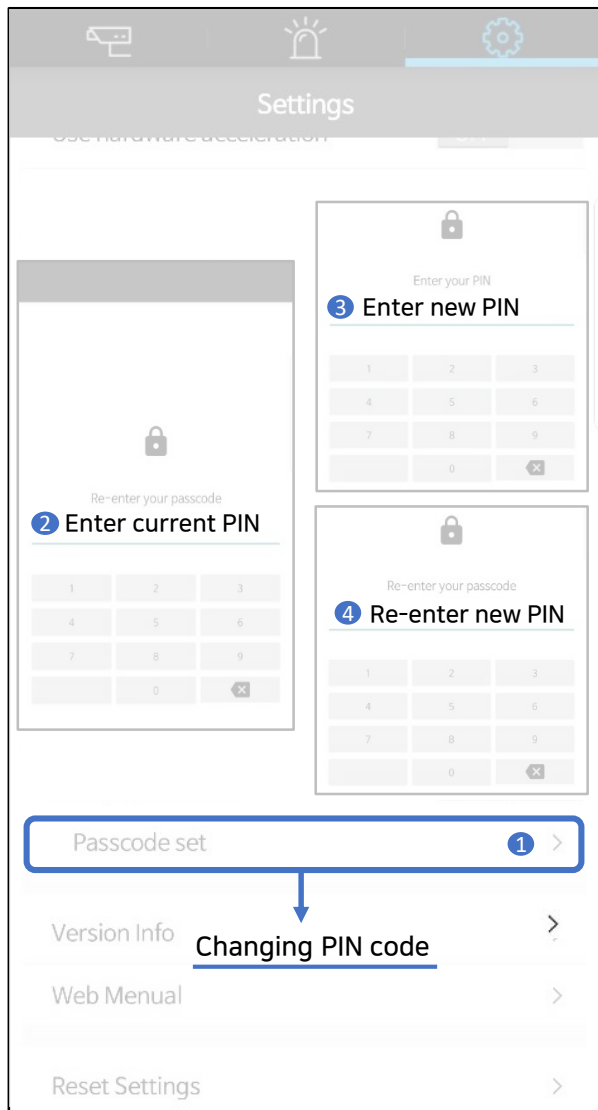 Settings
Use hardware acceleration
Enter your PIN
3 Enter new PIN
1 2 3
4 5 6
7 8 9
0
Re-enter your passcode
2 Enter current PIN
1 2 3
4 5 6
7 8 9
0
Re-enter your passcode
4 Re-enter new PIN
1 2 3
4 5 6
7 8 9
0
Passcode set 1
Version Info
Changing PIN code
Web Menual
Reset Settings